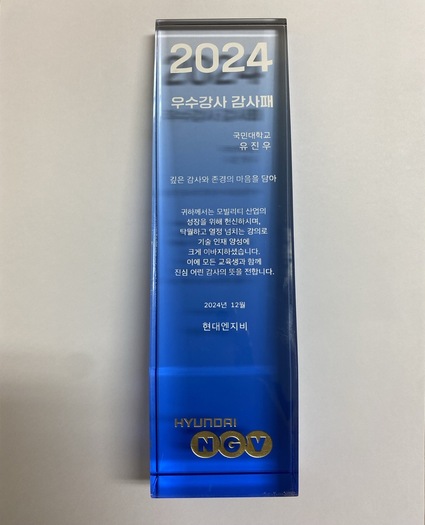 2024
우수강사 감사패
국민대학교
유 진 우
깊은 감사와 존경의 마음을 담아
귀하께서는 모빌리티 산업의
성장을 위해 헌신하시며,
탁월하고 열정 넘치는 강의로
기술 인재 양성에
크게 이바지하셨습니다.
이에 모든 교육생과 함께
진심 어린 감사의 뜻을 전합니다.
2024년 12월
현대엔지비
HYUNDAI
NGV